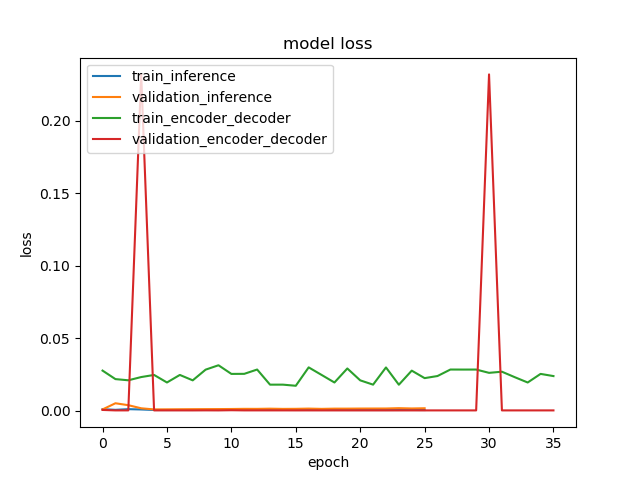 model loss
train_inference
validation_inference
train_encoder_decoder
validation_encoder_decoder
loss
0.20
0.15
0.10
0.05
0.00
0 5 10 15 20 25 30 35
epoch